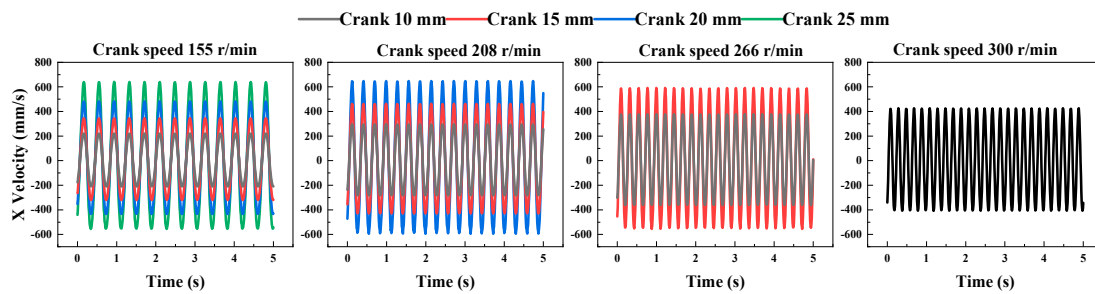 Crank 10 mm Crank 15 mm Crank 20 mm Crank 25 mm
Crank speed 155 r/min Crank speed 208 r/min Crank speed 266 r/min Crank speed 300 r/min
X Velocity (mm/s)
800 800 800 800
600 600 600 600
400 400 400 400
200 200 200 200
0 0 0 0
-200 -200 -200 -200
-400 -400 -400 -400
-600 -600 -600 -600
0 1 2 3 4 5 0 1 2 3 4 5 0 1 2 3 4 5 0 1 2 3 4 5
Time (s) Time (s) Time (s) Time (s)